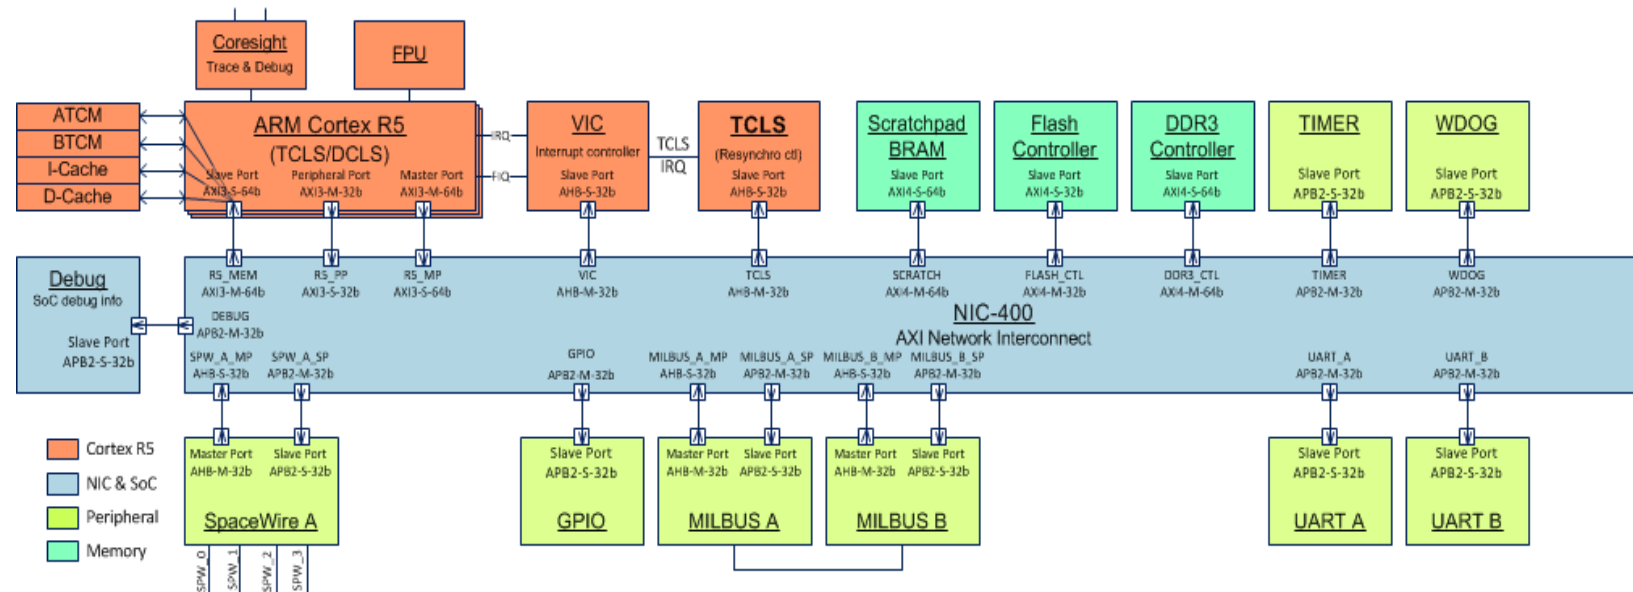 Coresight
Trace & Debug
FPU
ATCM
BTCM
I-Cache
D-Cache
ARM Cortex R5
(TCLS/DCLS)
Slave Port
AXI3-S-64b
Peripheral Port
AXI3-M-32b
Master Port
AXI3-M-64b
IRQ
FIQ
VIC
Interrupt controller
Slave Port
AHB-S-32b
TCLS
IRQ
TCLS
(Resynchro ctl)
Slave Port
AHB-S-32b
Scratchpad
BRAM
Slave Port
AXI4-S-64b
Flash
Controller
Slave Port
AXI4-S-32b
DDR3
Controller
Slave Port
AXI4-S-64b
TIMER
Slave Port
APB2-S-32b
WDOG
Slave Port
APB2-S-32b
Debug
SoC debug info
Slave Port
APB2-S-32b
R5_MEM
AXI3-M-64b
R5_PP
AXI3-S-32b
R5_MP
AXI3-S-64b
VIC
AHB-M-32b
TCLS
AHB-M-32b
SCRATCH
AXI4-M-64b
FLASH_CTL
AXI4-M-32b
DDR3_CTL
AXI4-M-64b
TIMER
APB2-M-32b
WDOG
APB2-M-32b
DEBUG
APB2-M-32b
NIC-400
AXI Network Interconnect
SPW_A_MP
AHB-S-32b
SPW_A_SP
APB2-M-32b
GPIO
APB2-M-32b
MILBUS_A_MP
AHB-S-32b
MILBUS_A_SP
APB2-M-32b
MILBUS_B_MP
AHB-S-32b
MILBUS_B_SP
APB2-M-32b
UART_A
APB2-M-32b
UART_B
APB2-M-32b
Cortex R5
NIC & SoC
Peripheral
Memory
Master Port
AHB-M-32b
Slave Port
APB2-S-32b
SpaceWire A
SPW_0
SPW_1
SPW_2
SPW_3
Slave Port
APB2-S-32b
GPIO
Master Port
AHB-M-32b
Slave Port
APB2-S-32b
MILBUS A
Master Port
AHB-M-32b
Slave Port
APB2-S-32b
MILBUS B
Slave Port
APB2-S-32b
UART A
Slave Port
APB2-S-32b
UART B